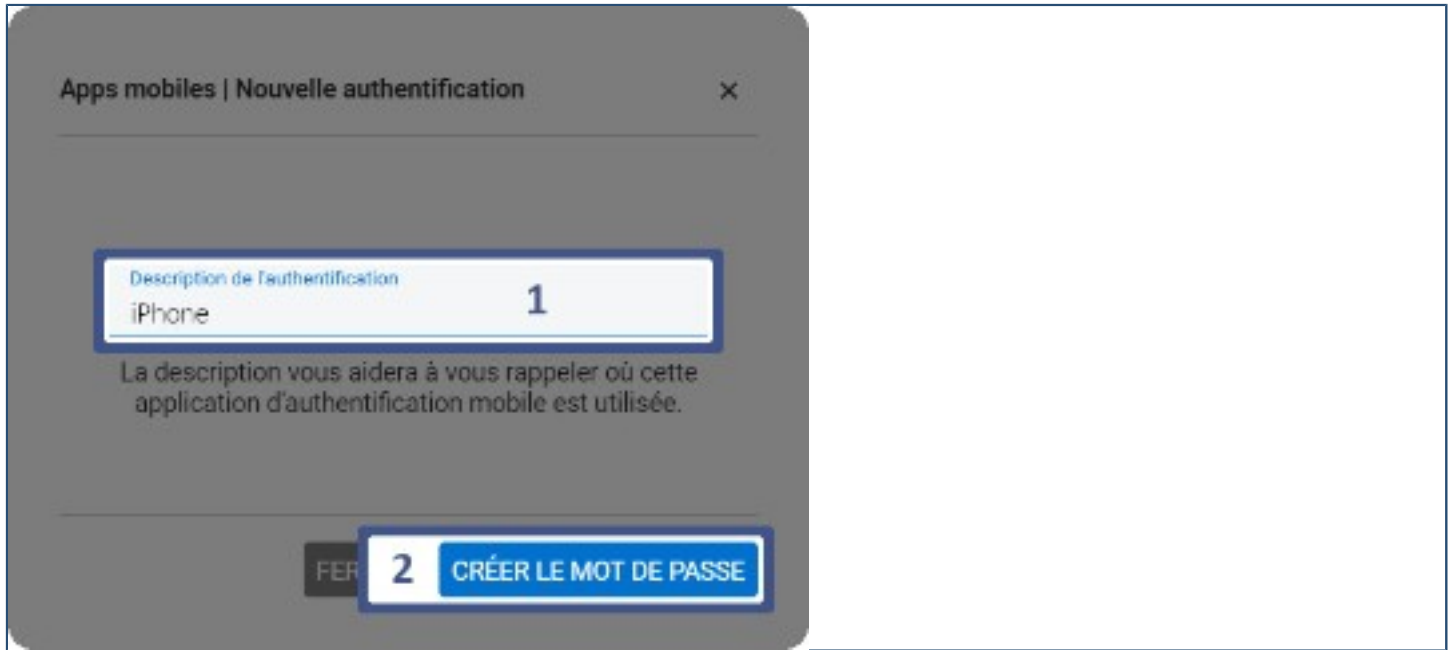 Apps mobiles | Nouvelle authentification ×
Description de l'authentification
iPhone
1
La description vous aidera à vous rappeler où cette
application d'authentification mobile est utilisée.
FER
2
CRÉER LE MOT DE PASSE